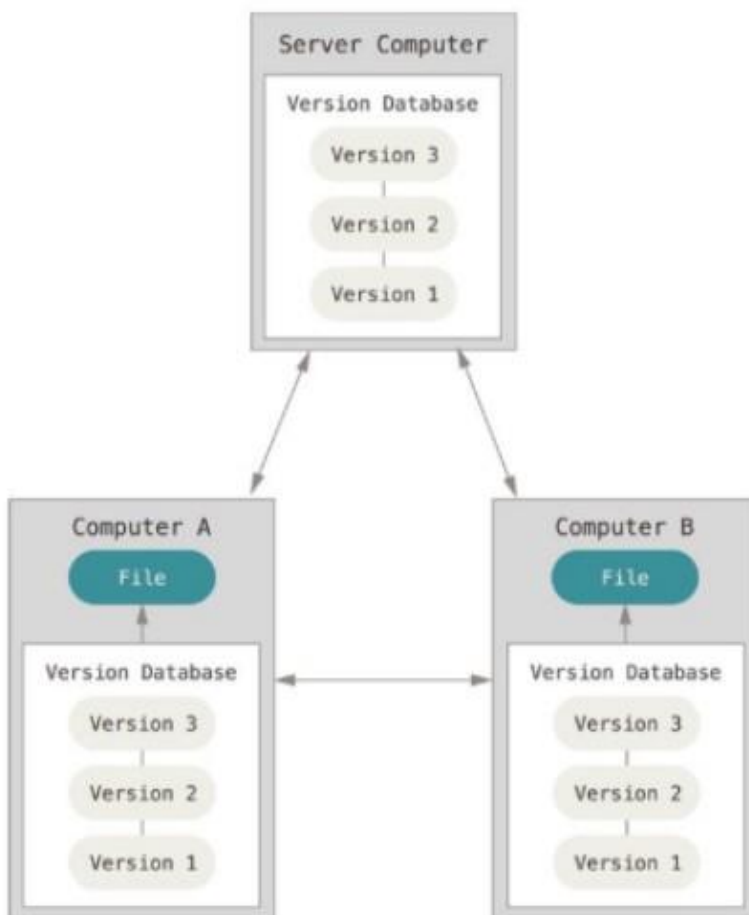 Server Computer
Version Database
Version 3
Version 2
Version 1
Computer A
File
Version Database
Version 3
Version 2
Version 1
Computer B
File
Version Database
Version 3
Version 2
Version 1